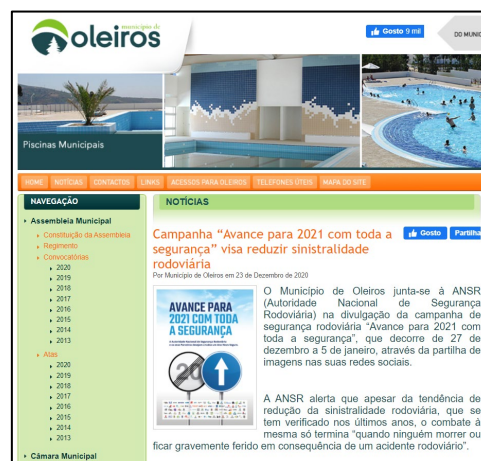 município de
oleiros
Gosto 9 mil
DO MUNIC
Piscinas Municipais
HOME NOTÍCIAS CONTACTOS LINKS ACESSOS PARA OLEIROS TELEFONES ÚTEIS MAPA DO SITE
NAVEGAÇÃO
Assembleia Municipal
Constituição da Assembleia
Regimento
Convocatórias
2020
2019
2018
2017
2016
2015
2014
2013
Atas
2020
2019
2018
2017
2016
2015
2014
2013
Câmara Municipal
NOTÍCIAS
Campanha “Avance para 2021 com toda a
segurança” visa reduzir sinistralidade
rodoviária
Gosto Partilha
Por Município de Oleiros em 23 de Dezembro de 2020
AVANCE PARA
2021 COM TODA
A SEGURANÇA
20
O Município de Oleiros junta-se à ANSR
(Autoridade Nacional de Segurança
Rodoviária) na divulgação da campanha de
segurança rodoviária “Avance para 2021 com
toda a segurança”, que decorre de 27 de
dezembro a 5 de janeiro, através da partilha de
imagens nas suas redes sociais.
A ANSR alerta que apesar da tendência de
redução da sinistralidade rodoviária, que se
tem verificado nos últimos anos, o combate à
mesma só termina “quando ninguém morrer ou
ficar gravemente ferido em consequência de um acidente rodoviário”.